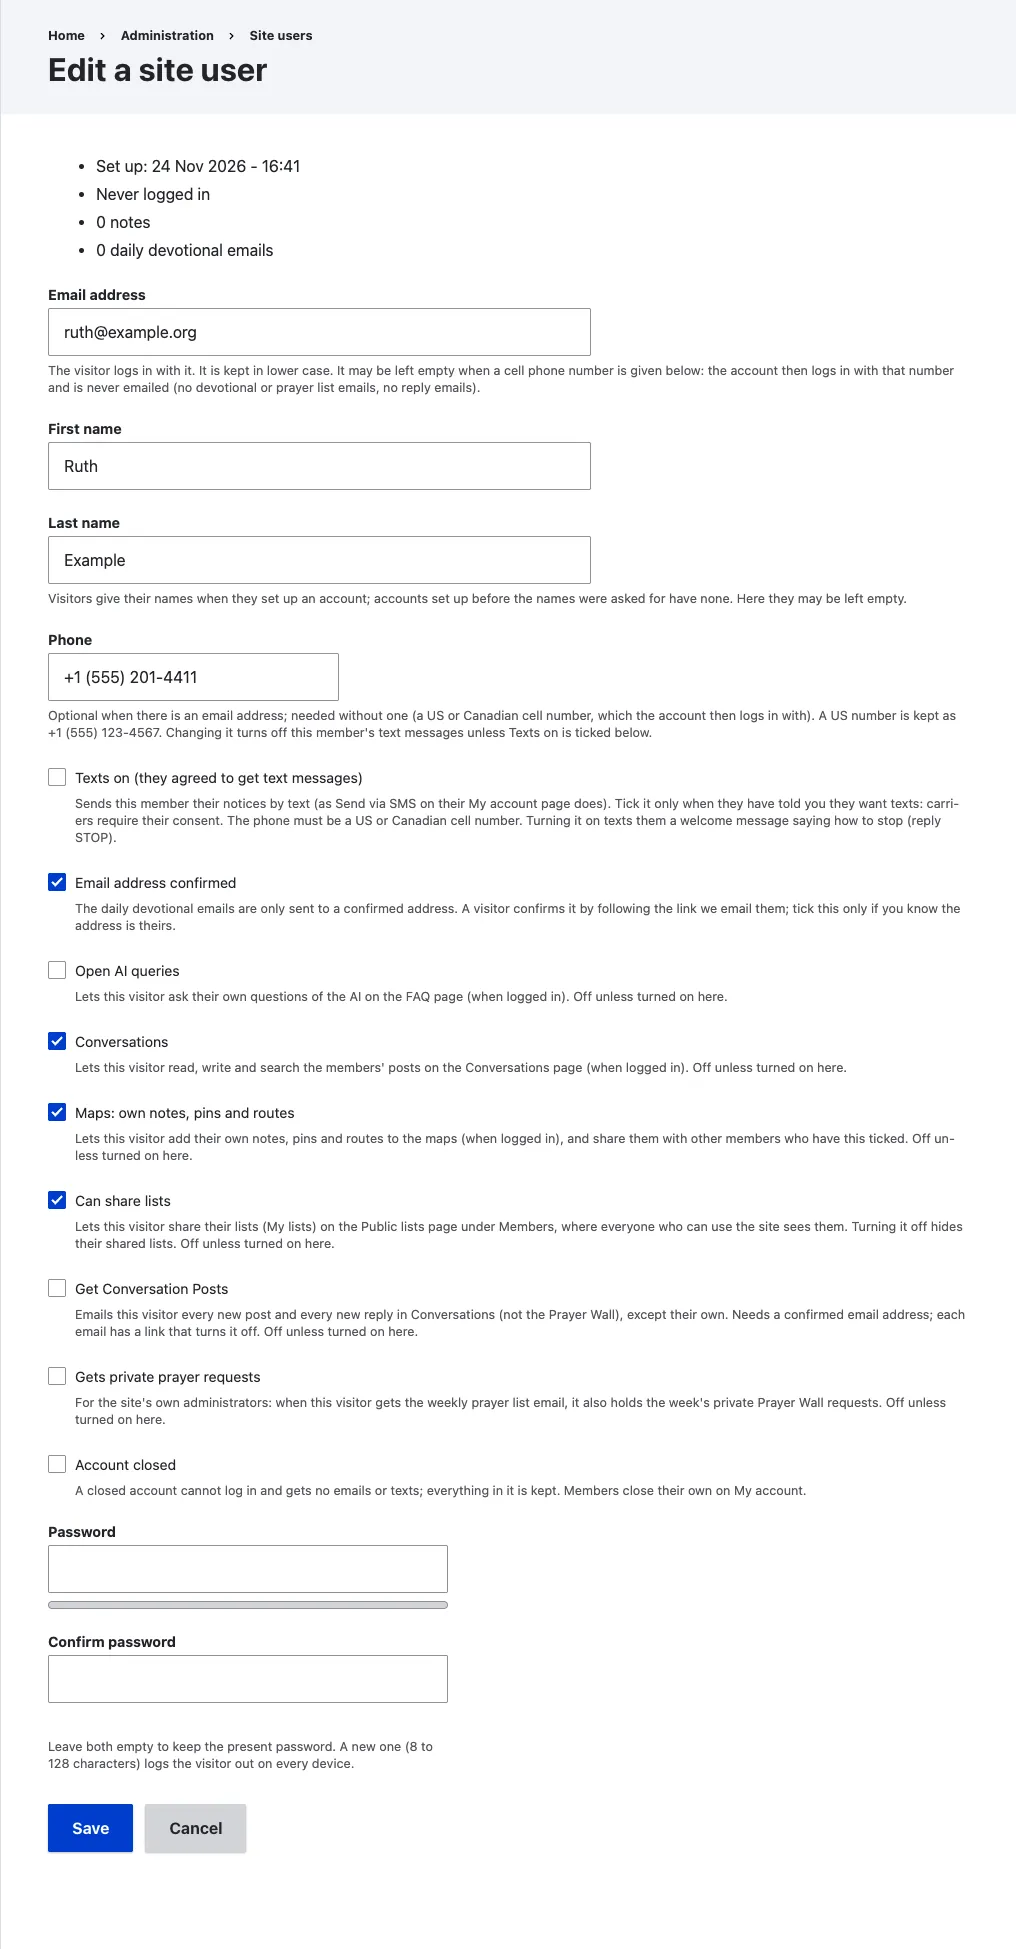 Home › Administration › Site users
Edit a site user
• Set up: 24 Nov 2026 - 16:41
• Never logged in
• 0 notes
• 0 daily devotional emails
Email address
ruth@example.org
The visitor logs in with it. It is kept in lower case. It may be left empty when a cell phone number is given below: the account then logs in with that number
and is never emailed (no devotional or prayer list emails, no reply emails).
First name
Ruth
Last name
Example
Visitors give their names when they set up an account; accounts set up before the names were asked for have none. Here they may be left empty.
Phone
+1 (555) 201-4411
Optional when there is an email address; needed without one (a US or Canadian cell number, which the account then logs in with). A US number is kept as
+1 (555) 123-4567. Changing it turns off this member's text messages unless Texts on is ticked below.
Texts on (they agreed to get text messages)
Sends this member their notices by text (as Send via SMS on their My account page does). Tick it only when they have told you they want texts: carri-
ers require their consent. The phone must be a US or Canadian cell number. Turning it on texts them a welcome message saying how to stop (reply
STOP).
Email address confirmed
The daily devotional emails are only sent to a confirmed address. A visitor confirms it by following the link we email them; tick this only if you know the
address is theirs.
Open AI queries
Lets this visitor ask their own questions of the AI on the FAQ page (when logged in). Off unless turned on here.
Conversations
Lets this visitor read, write and search the members' posts on the Conversations page (when logged in). Off unless turned on here.
Maps: own notes, pins and routes
Lets this visitor add their own notes, pins and routes to the maps (when logged in), and share them with other members who have this ticked. Off un-
less turned on here.
Can share lists
Lets this visitor share their lists (My lists) on the Public lists page under Members, where everyone who can use the site sees them. Turning it off hides
their shared lists. Off unless turned on here.
Get Conversation Posts
Emails this visitor every new post and every new reply in Conversations (not the Prayer Wall), except their own. Needs a confirmed email address; each
email has a link that turns it off. Off unless turned on here.
Gets private prayer requests
For the site's own administrators: when this visitor gets the weekly prayer list email, it also holds the week's private Prayer Wall requests. Off unless
turned on here.
Account closed
A closed account cannot log in and gets no emails or texts; everything in it is kept. Members close their own on My account.
Password
Confirm password
Leave both empty to keep the present password. A new one (8 to
128 characters) logs the visitor out on every device.
Save Cancel